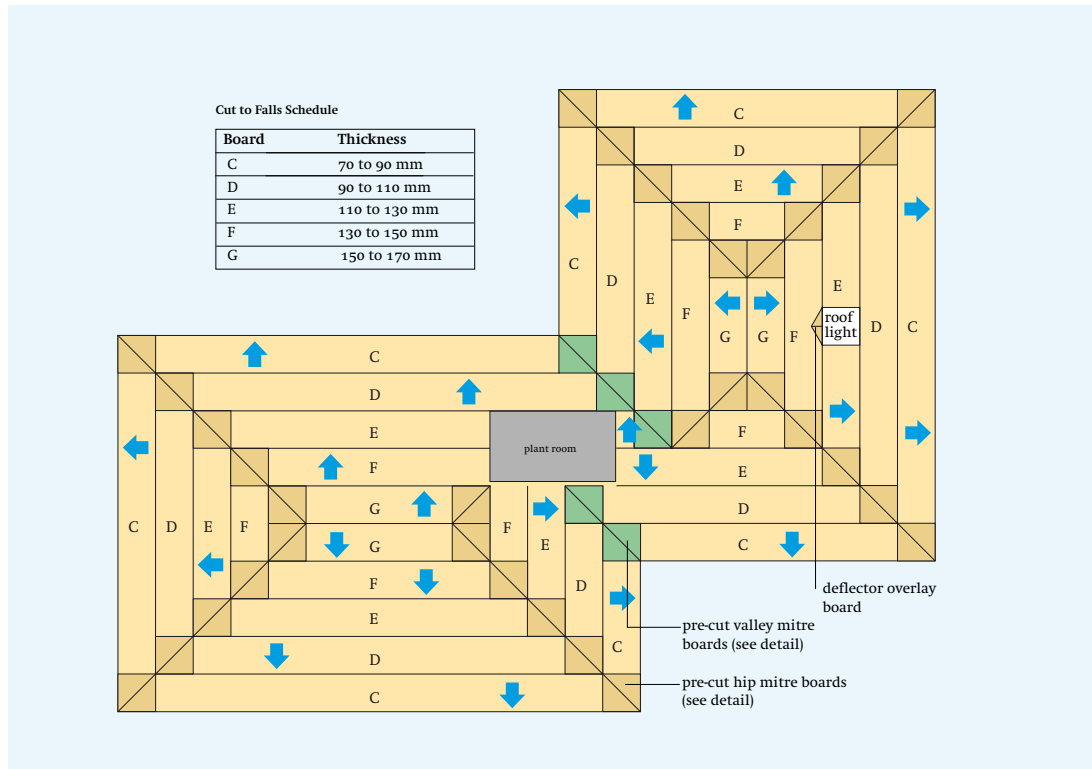 Cut to Falls Schedule
Board Thickness
C 70 to 90 mm
D 90 to 110 mm
E 110 to 130 mm
F 130 to 150 mm
G 150 to 170 mm
C
D
E
F
C
D
E
F
G
G
F
E
D
C
roof
light
F
E
D
C
C
D
E
F
G
G
F
E
D
C
plant room
C
D
E
F
F
E
D
C
deflector overlay
board
pre-cut valley mitre
boards (see detail)
pre-cut hip mitre boards
(see detail)